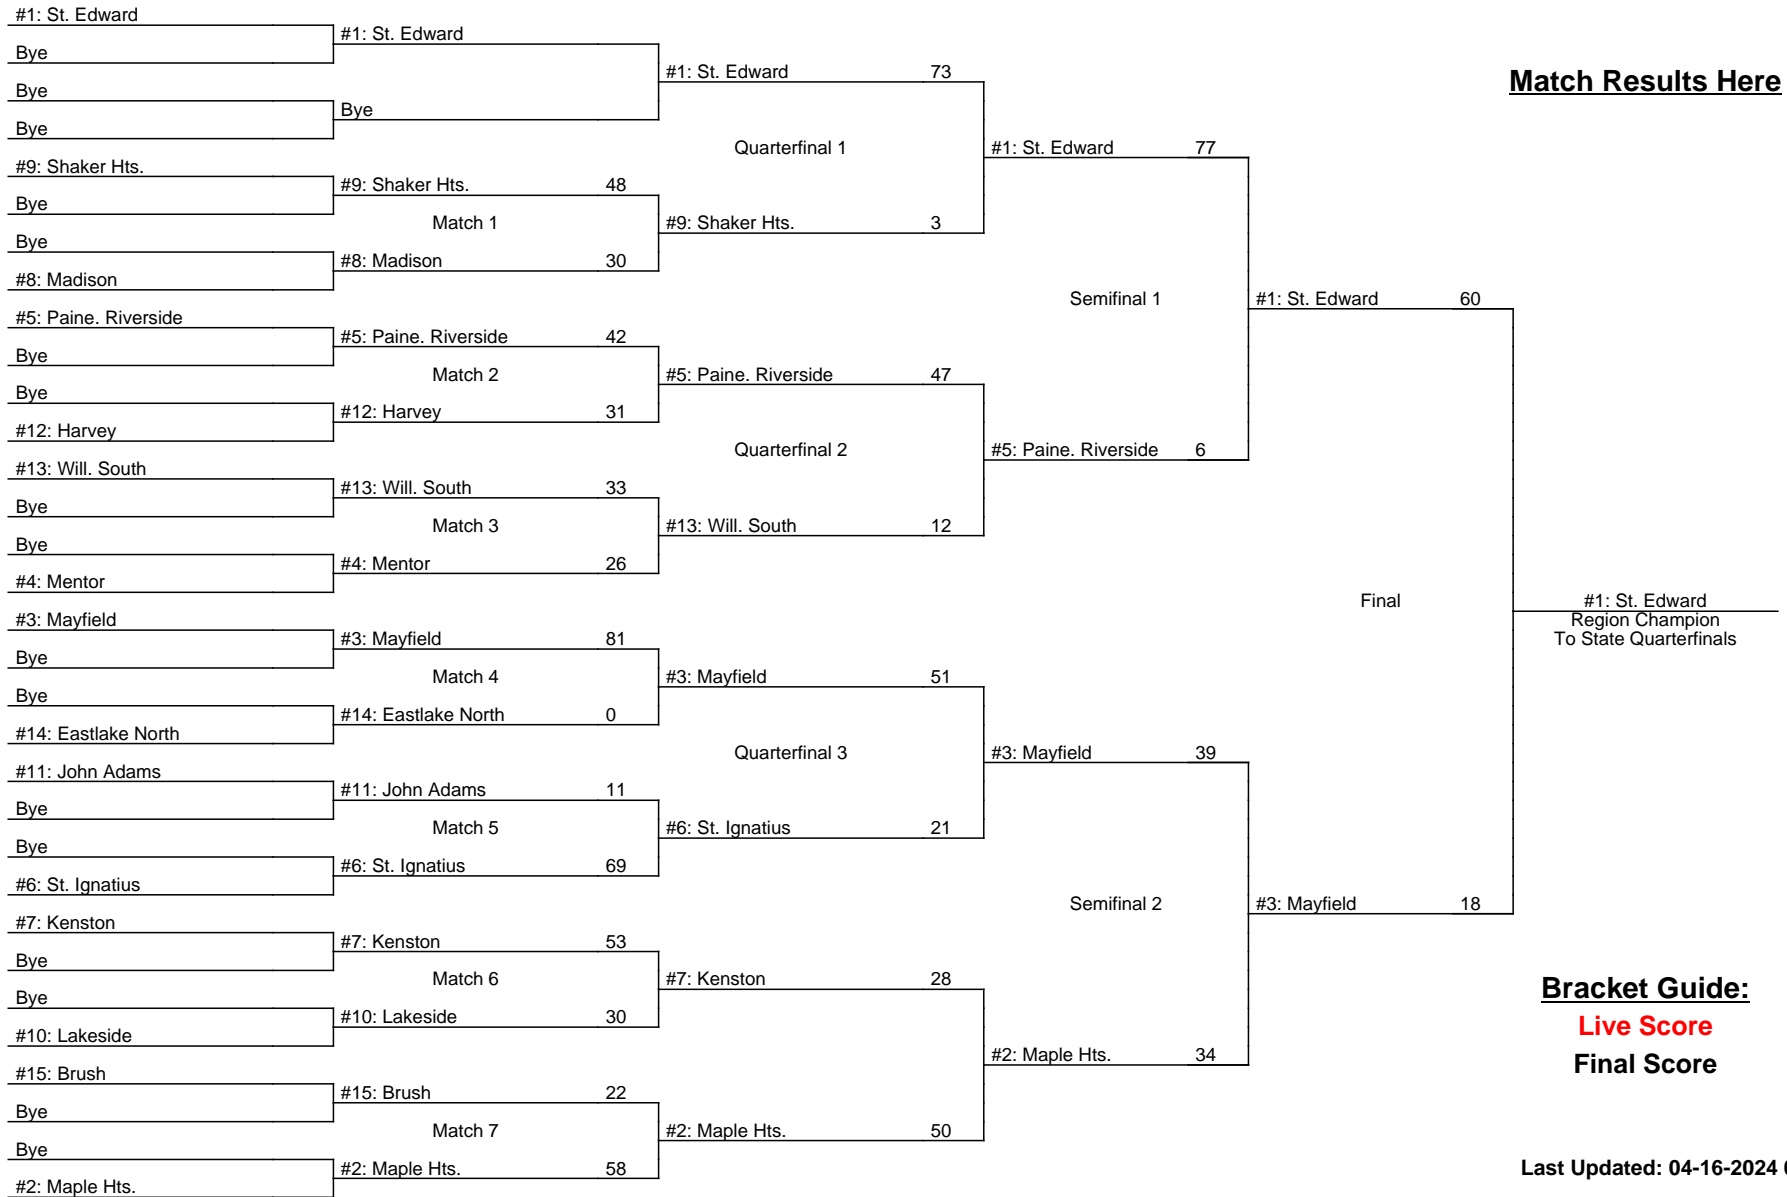 #1: St. Edward
Bye
Bye
Bye
#9: Shaker Hts.
Bye
Bye
#8: Madison
#5: Paine. Riverside
Bye
Bye
#12: Harvey
#13: Will. South
Bye
Bye
#4: Mentor
#3: Mayfield
Bye
Bye
#14: Eastlake North
#11: John Adams
Bye
Bye
#6: St. Ignatius
#7: Kenston
Bye
Bye
#10: Lakeside
#15: Brush
Bye
Bye
#2: Maple Hts.
#1: St. Edward
Bye
#9: Shaker Hts. 48
Match 1
#8: Madison 30
#5: Paine. Riverside 42
Match 2
#12: Harvey 31
#13: Will. South 33
Match 3
#4: Mentor 26
#3: Mayfield 81
Match 4
#14: Eastlake North 0
#11: John Adams 11
Match 5
#6: St. Ignatius 69
#7: Kenston 53
Match 6
#10: Lakeside 30
#15: Brush 22
Match 7
#2: Maple Hts. 58
#1: St. Edward 73
Quarterfinal 1
#9: Shaker Hts. 3
#5: Paine. Riverside 47
Quarterfinal 2
#13: Will. South 12
#3: Mayfield 51
Quarterfinal 3
#6: St. Ignatius 21
#7: Kenston 28
#2: Maple Hts. 50
#1: St. Edward 77
Semifinal 1
#5: Paine. Riverside 6
#3: Mayfield 39
Semifinal 2
#2: Maple Hts. 34
#1: St. Edward 60
Final
#3: Mayfield 18
#1: St. Edward
Region Champion
To State Quarterfinals
Match Results Here
Bracket Guide:
Live Score
Final Score
Last Updated: 04-16-2024